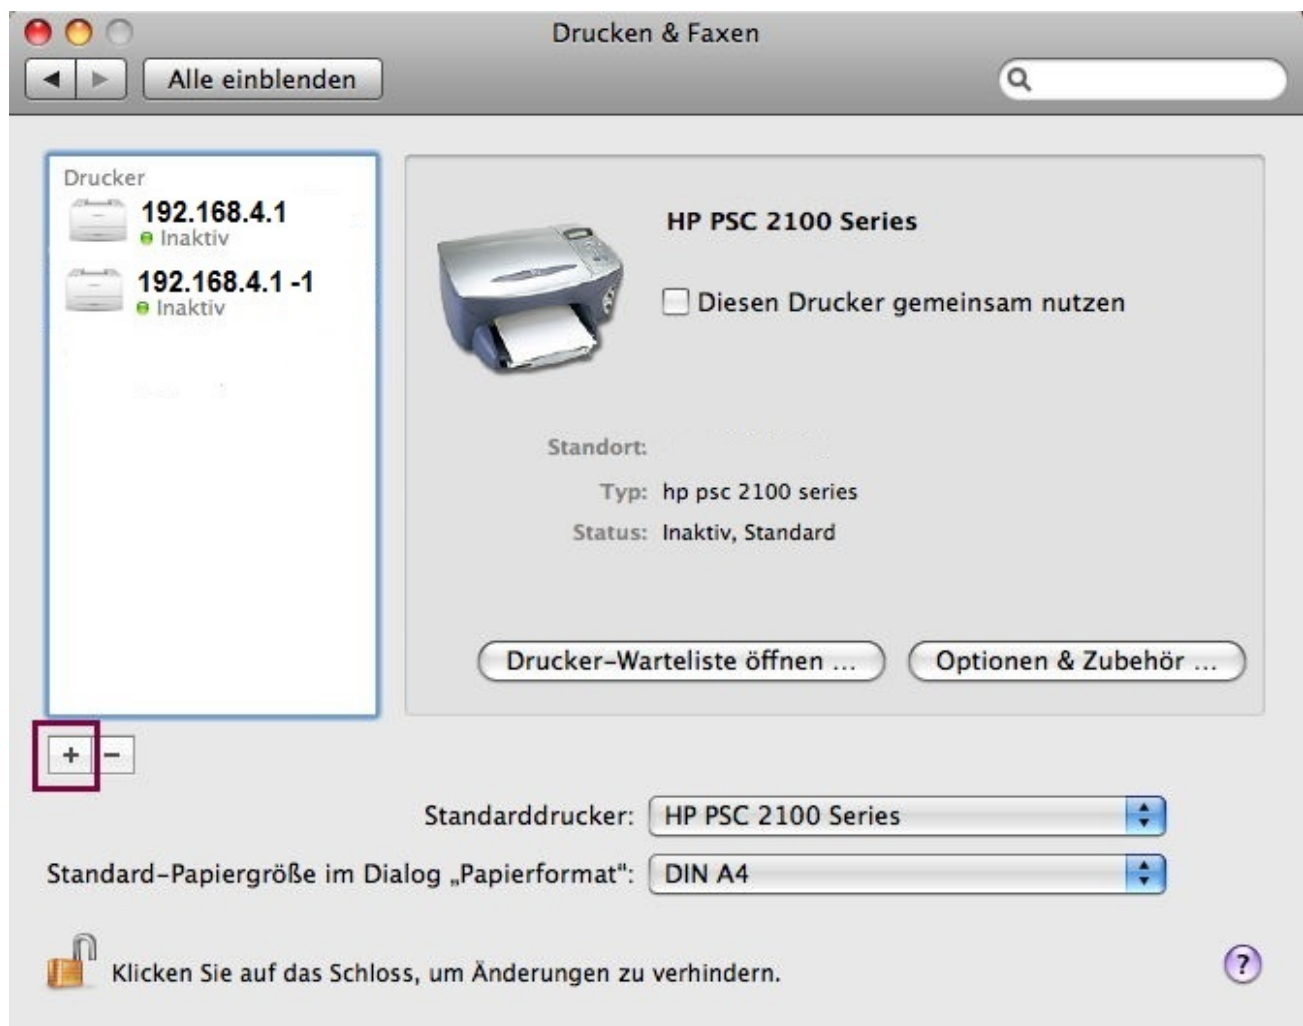 Drucken & Faxen
Alle einblenden
Drucker
192.168.4.1
Inaktiv
192.168.4.1 -1
Inaktiv
HP PSC 2100 Series
Diesen Drucker gemeinsam nutzen
Standort:
Typ: hp psc 2100 series
Status: Inaktiv, Standard
Drucker-Warteliste öffnen ... Optionen & Zubehör ...
+ −
Standarddrucker: HP PSC 2100 Series
Standard-Papiergröße im Dialog „Papierformat“: DIN A4
Klicken Sie auf das Schloss, um Änderungen zu verhindern. ?